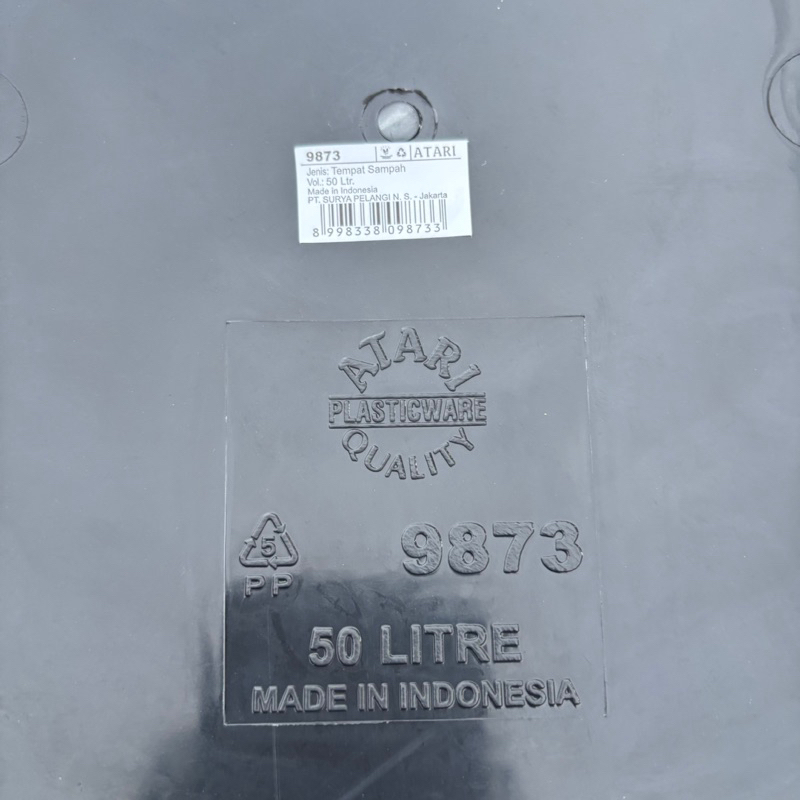 9873 ATARI
Jenis: Tempat Sampah
Vol.: 50 Ltr.
Made in Indonesia
PT. SURYA PELANGI N. S. - Jakarta
8 998338 098733
ATARI
PLASTICWARE
QUALITY
5
PP
9873
50 LITRE
MADE IN INDONESIA